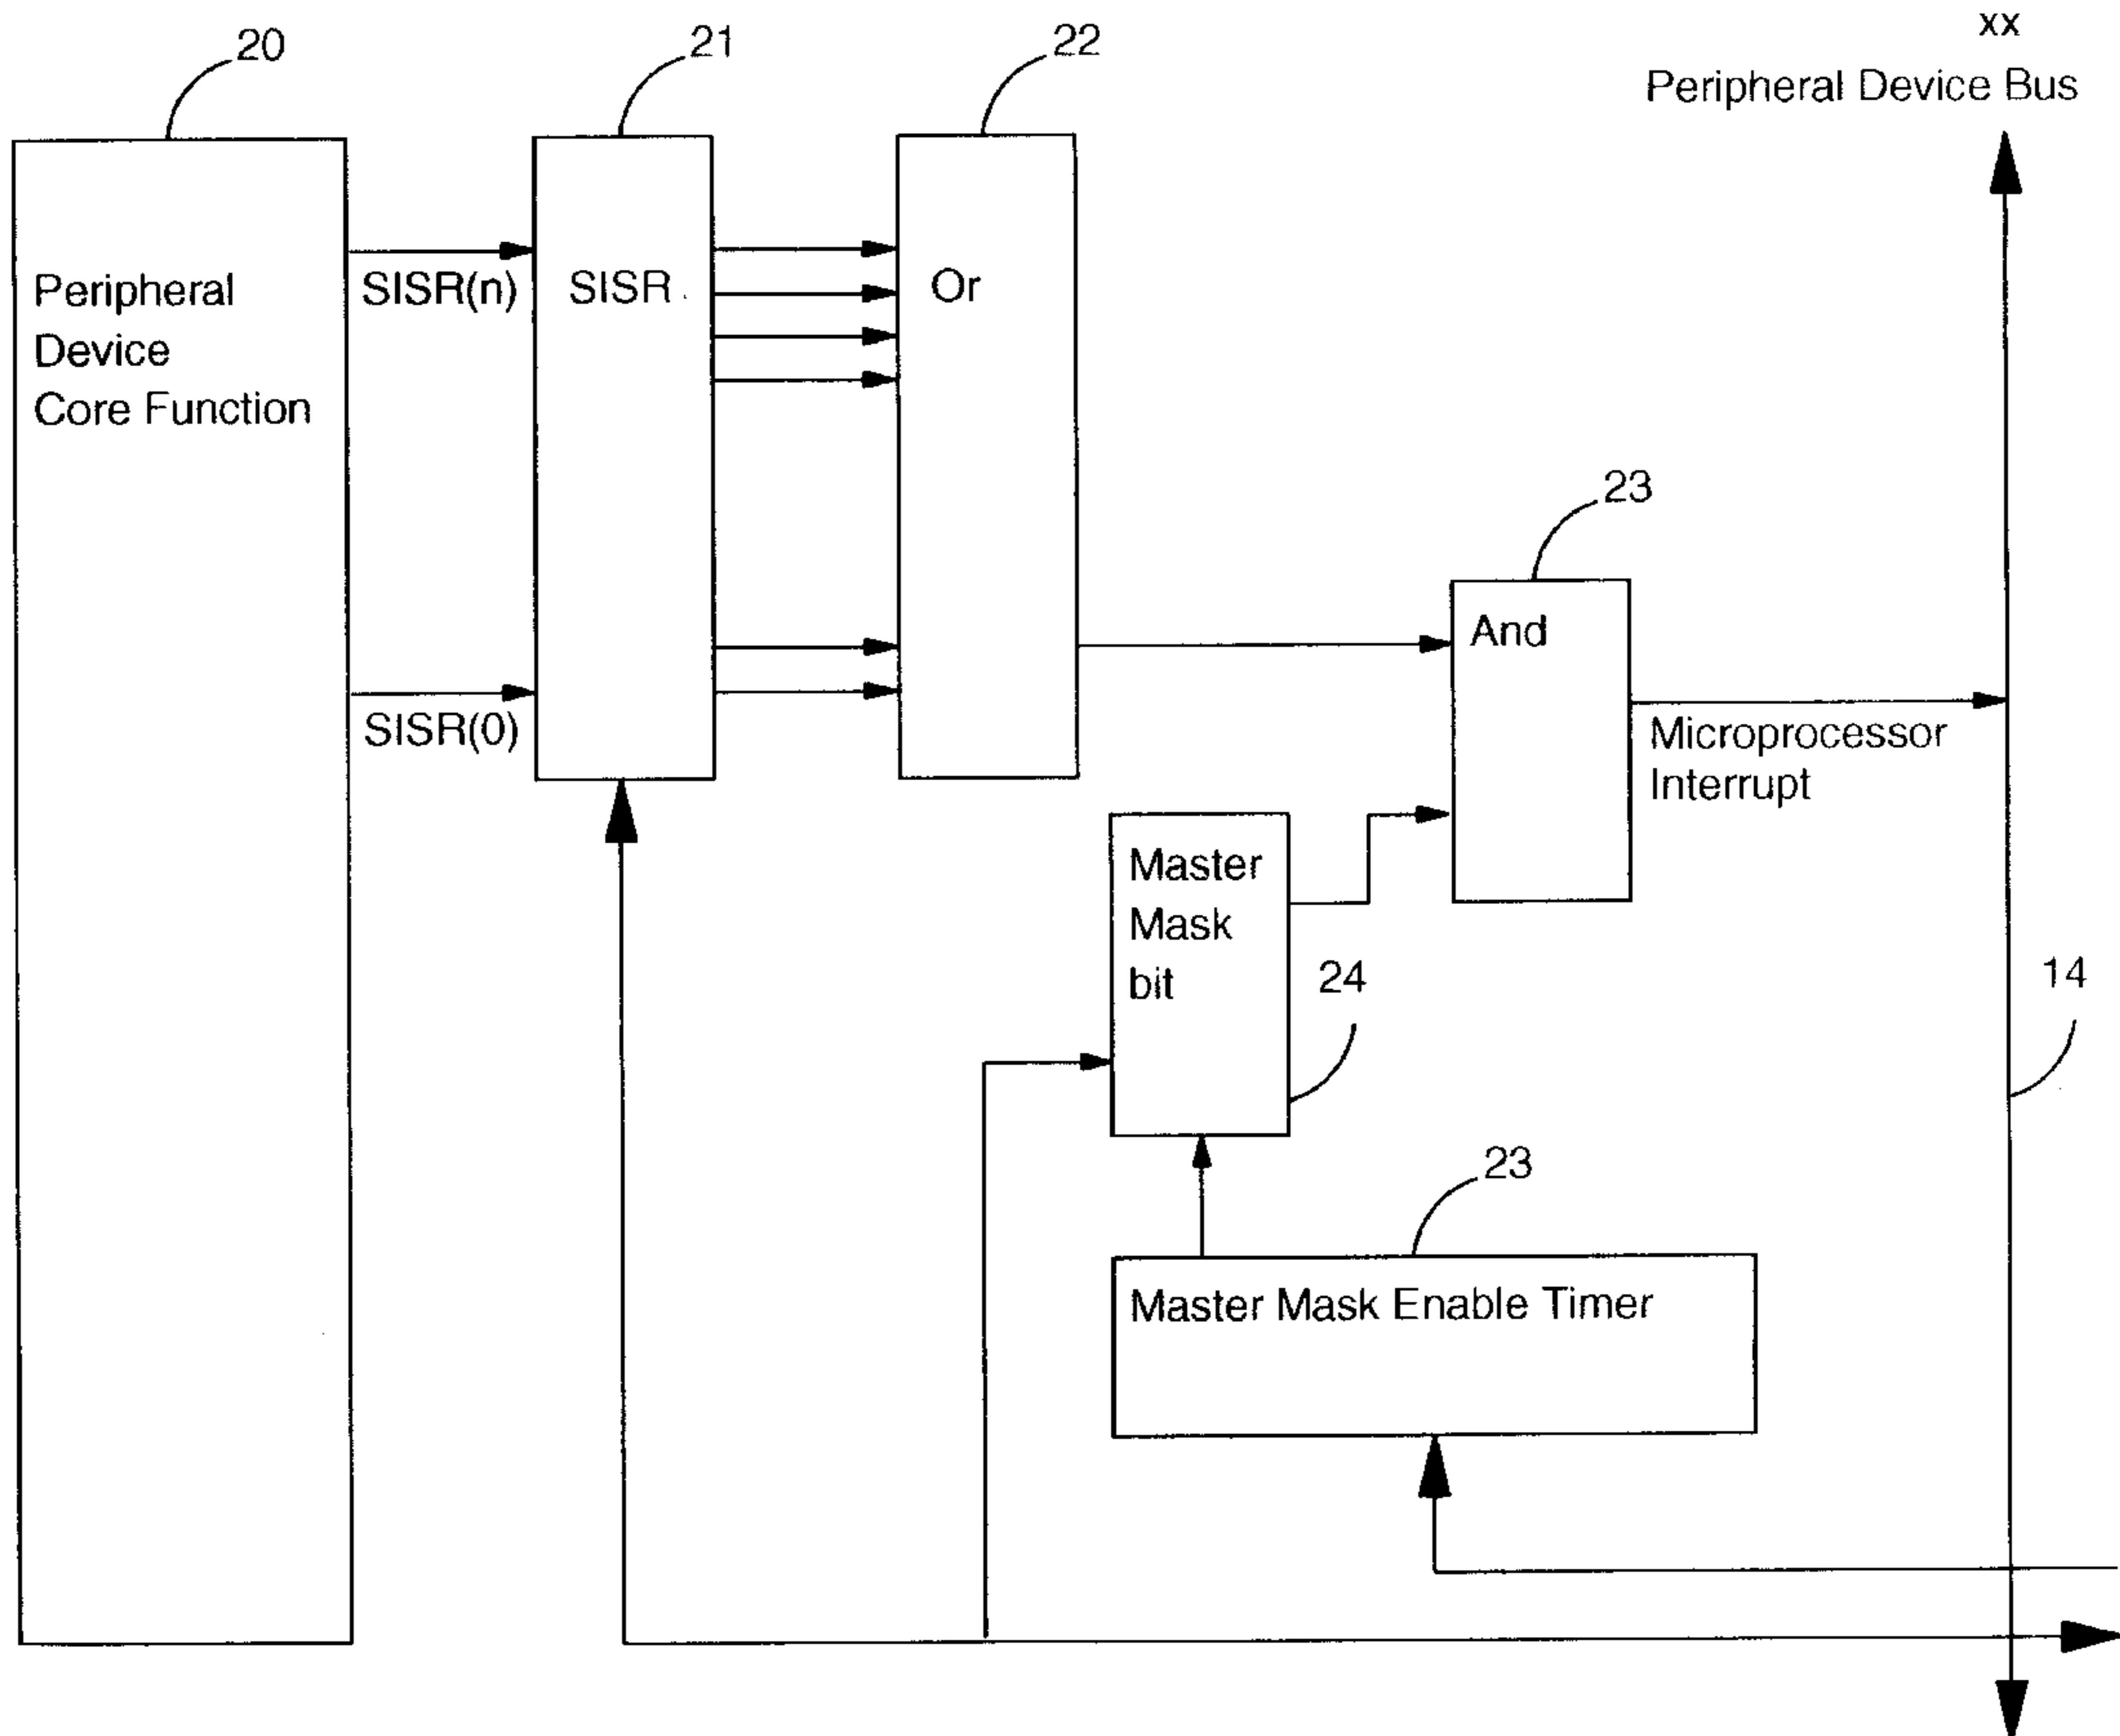 20
21
22
xx
Peripheral Device Bus
Peripheral
Device
Core Function
SISR(n)
SISR
Or
SISR(0)
23
And
Microprocessor
Interrupt
Master
Mask
bit
24
14
23
Master Mask Enable Timer